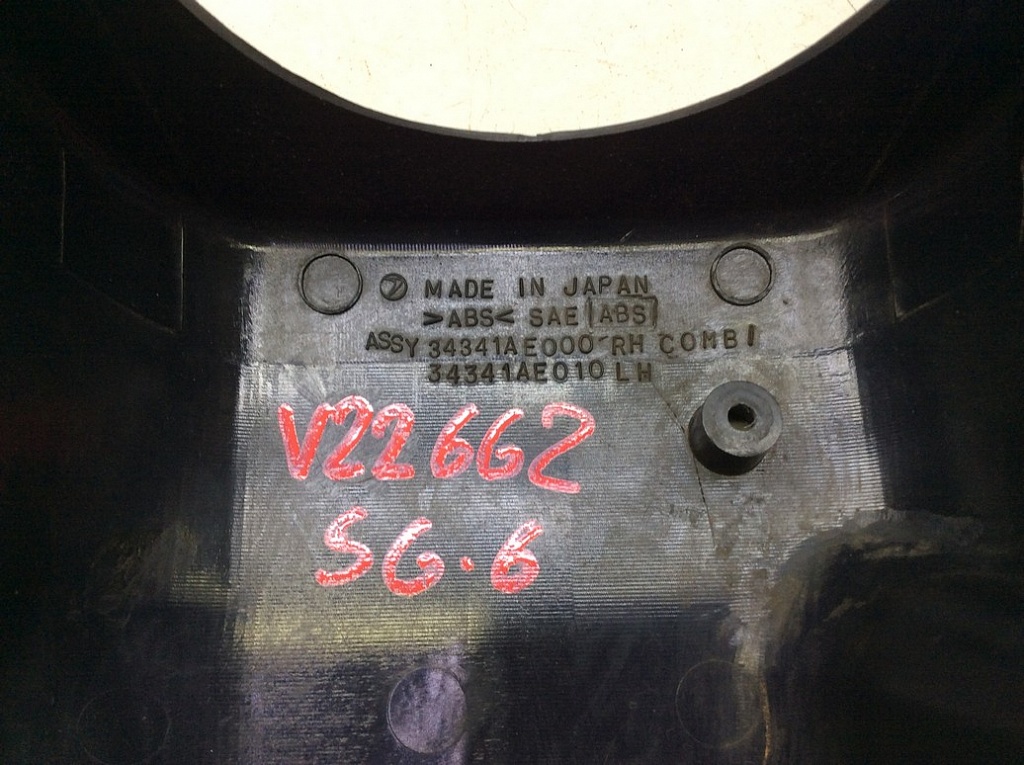 MADE IN JAPAN
>ABS< SAE ABS
ASSY 34341AE000 RH COMBI
34341AE010 LH
V22662
SG.6